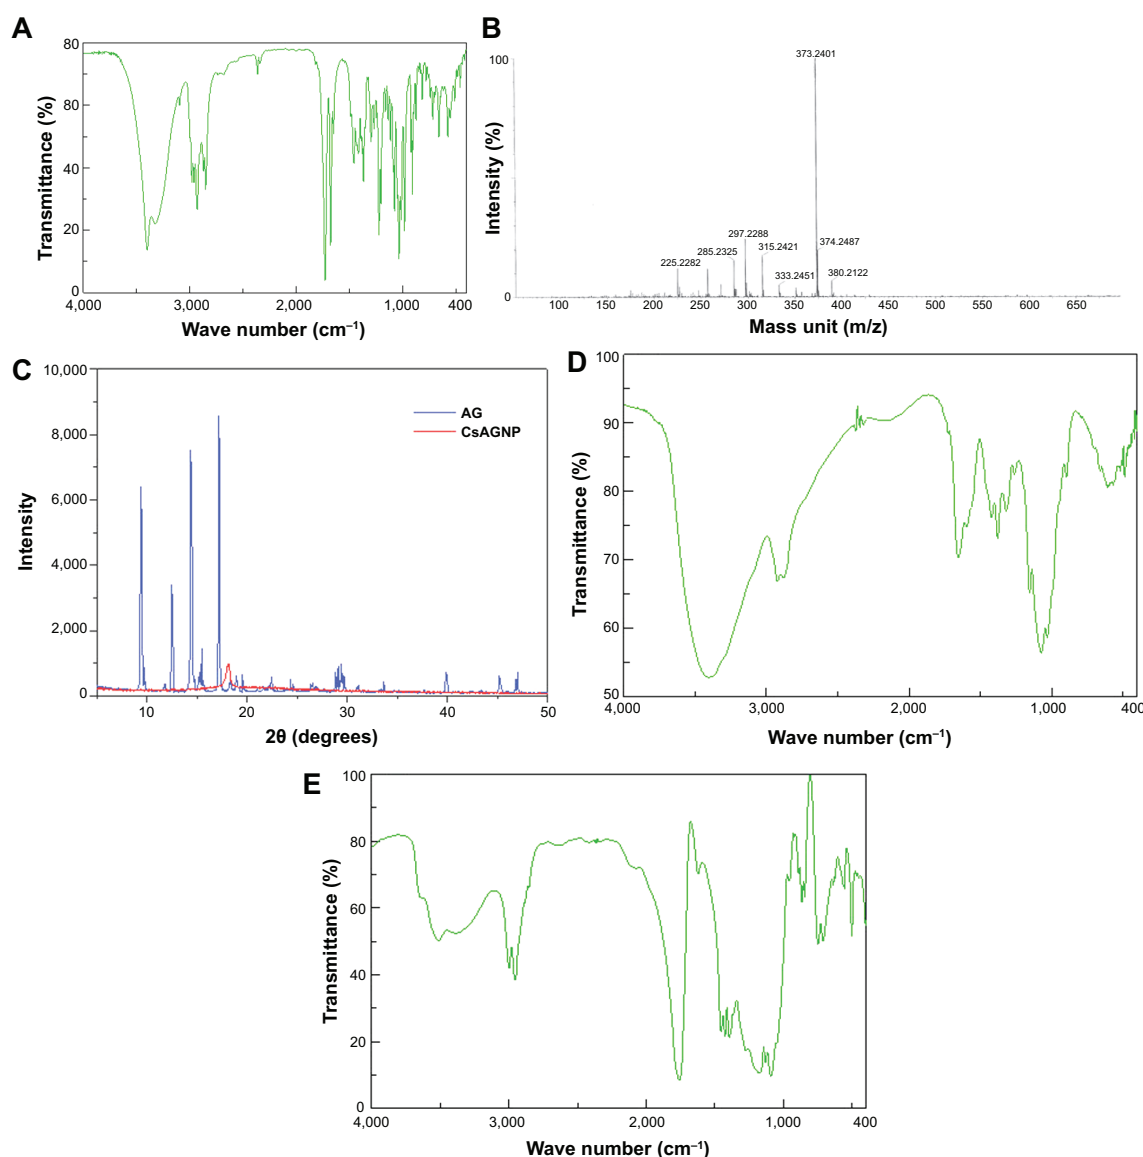 A
80
80
40
20
0
Transmittance (%)
4,000 3,000 2,000 1,000 400
Wave number (cm⁻¹)
B
100
0
Intensity (%)
373.2401
297.2288
285.2325
315.2421
374.2487
225.2282
333.2451
380.2122
100 150 200 250 300 350 400 450 500 550 600 650
Mass unit (m/z)
C
10,000
8,000
6,000
4,000
2,000
0
Intensity
AG
CsAGNP
10 20 30 40 50
2θ (degrees)
D
100
90
80
70
60
50
Transmittance (%)
4,000 3,000 2,000 1,000 400
Wave number (cm⁻¹)
E
100
80
60
40
20
0
Transmittance (%)
4,000 3,000 2,000 1,000 400
Wave number (cm⁻¹)